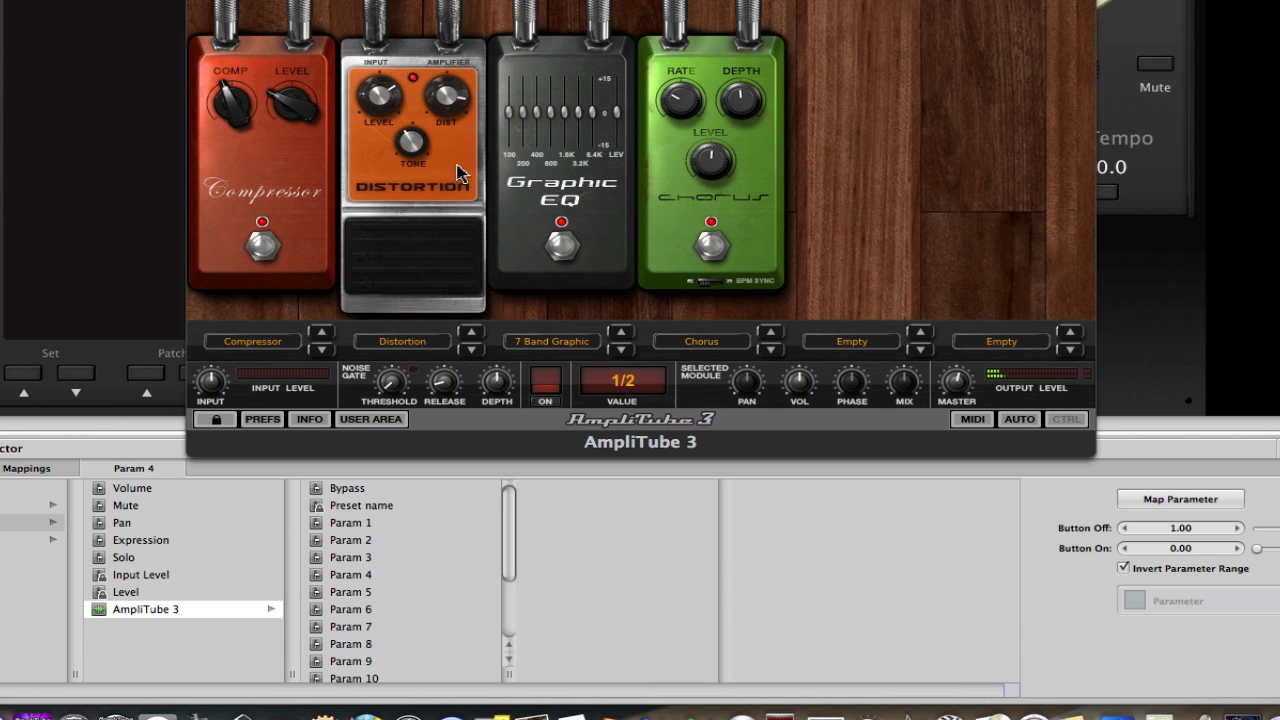 COMP LEVEL
INPUT AMPLIFIER
LEVEL DIST
TONE
DISTORTION
Compressor
+15
0
-15
100 400 1.6K 6.4K LEV
200 800 3.2K
Graphic
EQ
RATE DEPTH
LEVEL
chorus
BPM SYNC
Mute
Tempo
0.0
Set
Patch
Compressor
Distortion
7 Band Graphic
Chorus
Empty
Empty
INPUT
INPUT LEVEL
NOISE
GATE
THRESHOLD RELEASE DEPTH
ON
1/2
VALUE
SELECTED
MODULE
PAN VOL PHASE MIX
MASTER
OUTPUT LEVEL
PREFS INFO USER AREA
AmpliTube 3
MIDI AUTO CTRL
AmpliTube 3
ctor
Mappings
Param 4
Volume
Mute
Pan
Expression
Solo
Input Level
Level
AmpliTube 3
Bypass
Preset name
Param 1
Param 2
Param 3
Param 4
Param 5
Param 6
Param 7
Param 8
Param 9
Param 10
Map Parameter
Button Off: 1.00
Button On: 0.00
Invert Parameter Range
Parameter